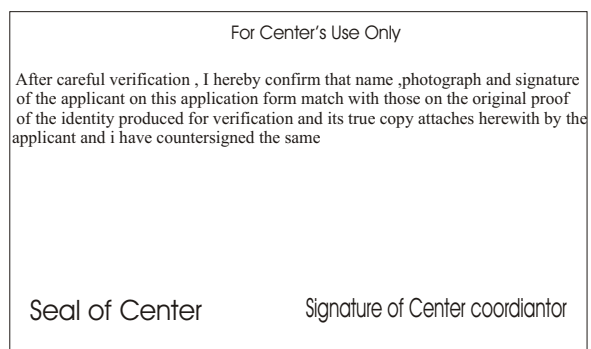 For Center's Use Only
After careful verification , I hereby confirm that name ,photograph and signature
of the applicant on this application form match with those on the original proof
of the identity produced for verification and its true copy attaches herewith by the
applicant and i have countersigned the same
Seal of Center Signature of Center coordiantor